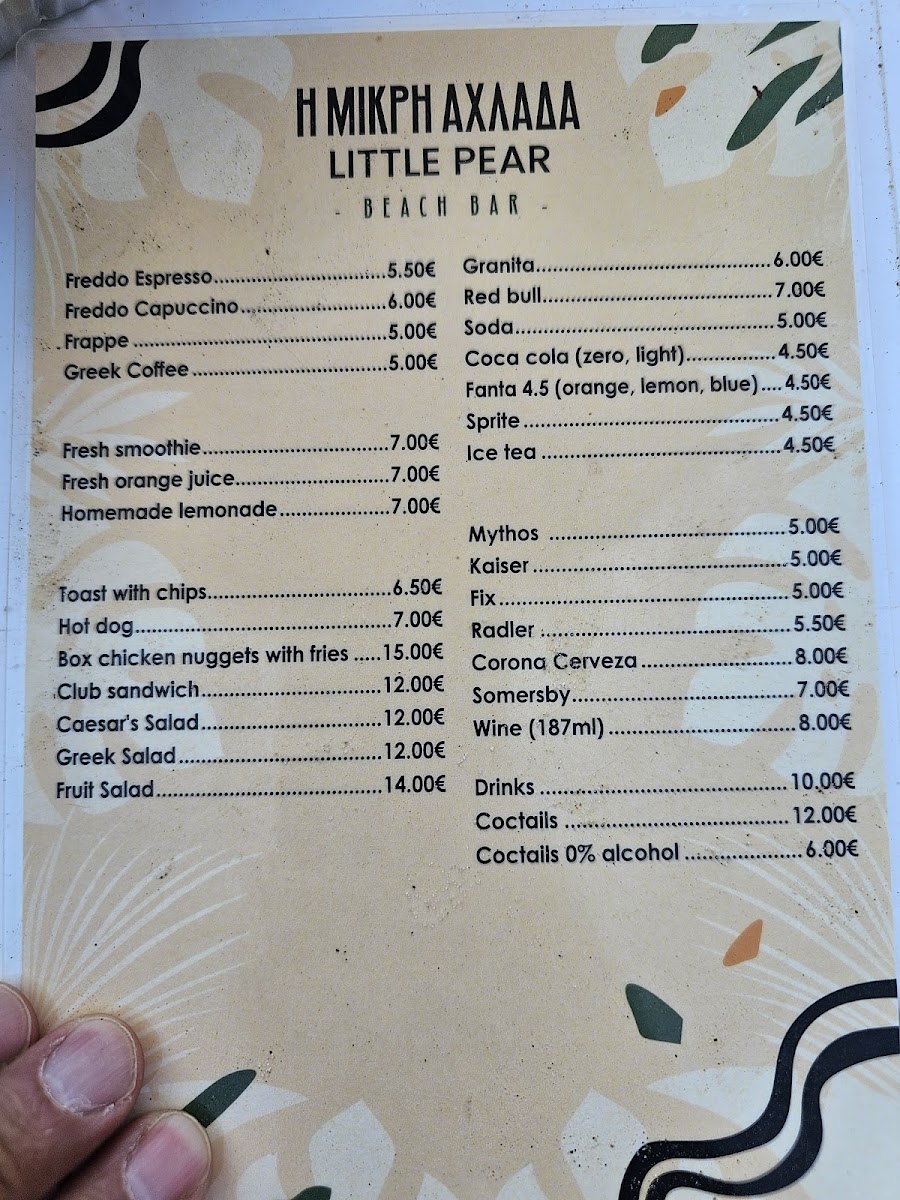 Η ΜΙΚΡΗ ΑΧΛΑΔΑ
LITTLE PEAR
- BEACH BAR -
Freddo Espresso...............................5.50€
Freddo Capuccino..........................6.00€
Frappe ..............................................5.00€
Greek Coffee...................................5.00€
Fresh smoothie.................................7.00€
Fresh orange juice...........................7.00€
Homemade lemonade...................7.00€
Toast with chips................................6.50€
Hot dog............................................7.00€
Box chicken nuggets with fries .....15.00€
Club sandwich...............................12.00€
Caesar's Salad...............................12.00€
Greek Salad...................................12.00€
Fruit Salad.......................................14.00€
Granita.............................................6.00€
Red bull............................................7.00€
Soda.................................................5.00€
Coca cola (zero, light)...............4.50€
Fanta 4.5 (orange, lemon, blue)....4.50€
Sprite ................................................4.50€
Ice tea .............................................4.50€
Mythos .............................................5.00€
Kaiser ...............................................5.00€
Fix......................................................5.00€
Radler ...............................................5.50€
Corona Cerveza............................8.00€
Somersby..........................................7.00€
Wine (187ml)...................................8.00€
Drinks ..............................................10.00€
Coctails ..........................................12.00€
Coctails 0% alcohol .....................6.00€